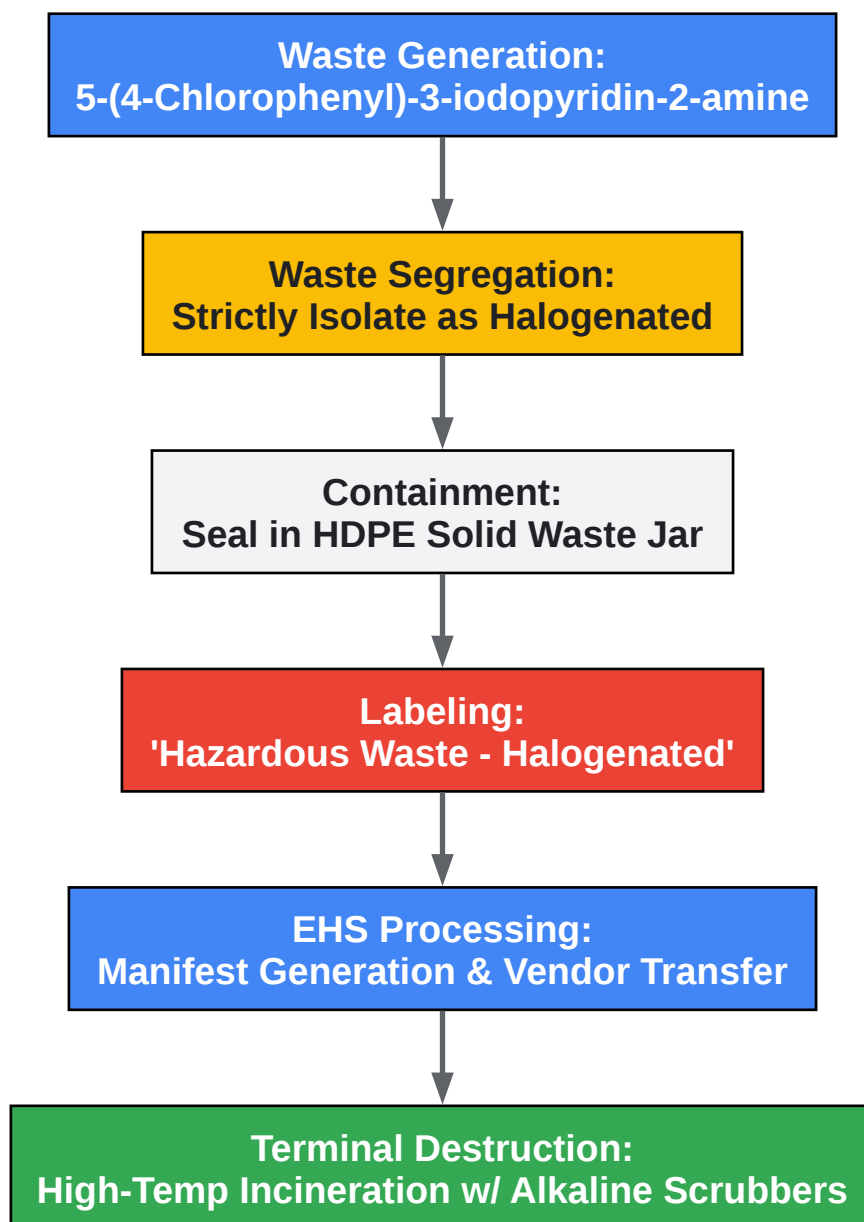 Waste Generation:
5-(4-Chlorophenyl)-3-iodopyridin-2-amine
Waste Segregation:
Strictly Isolate as Halogenated
Containment:
Seal in HDPE Solid Waste Jar
Labeling:
'Hazardous Waste - Halogenated'
EHS Processing:
Manifest Generation & Vendor Transfer
Terminal Destruction:
High-Temp Incineration w/ Alkaline Scrubbers